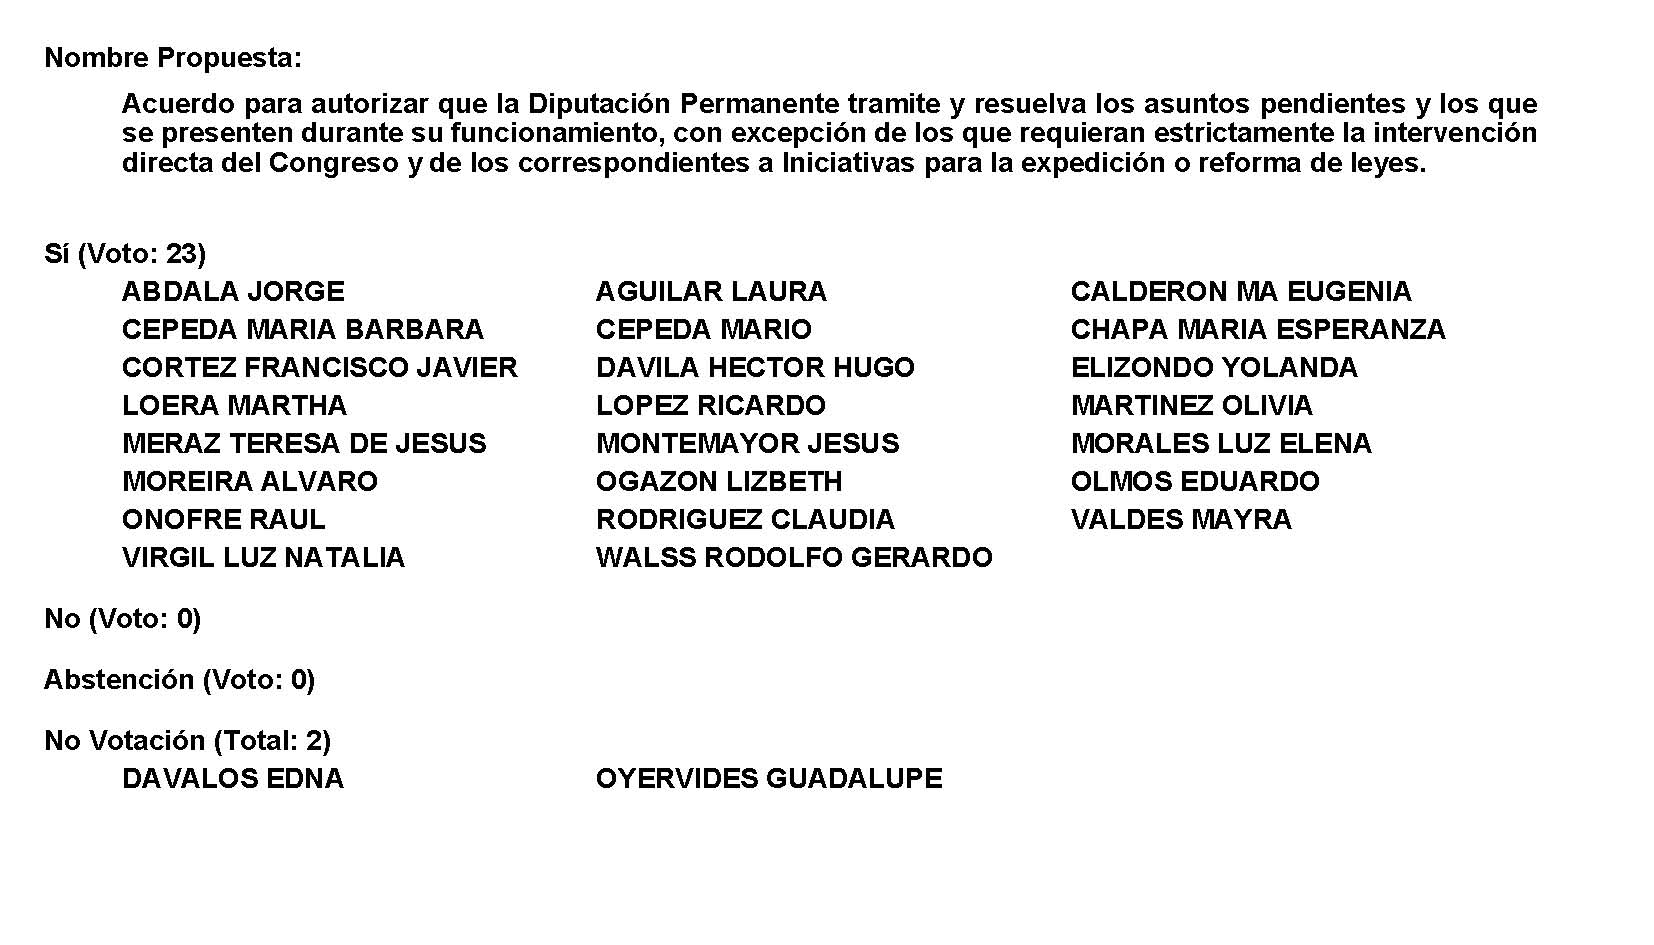 Nombre Propuesta:
Acuerdo para autorizar que la Diputación Permanente tramite y resuelva los asuntos pendientes y los que
se presenten durante su funcionamiento, con excepción de los que requieran estrictamente la intervención
directa del Congreso y de los correspondientes a Iniciativas para la expedición o reforma de leyes.
Sí (Voto: 23)
ABDALA JORGE AGUILAR LAURA CALDERON MA EUGENIA
CEPEDA MARIA BARBARA CEPEDA MARIO CHAPA MARIA ESPERANZA
CORTEZ FRANCISCO JAVIER DAVILA HECTOR HUGO ELIZONDO YOLANDA
LOERA MARTHA LOPEZ RICARDO MARTINEZ OLIVIA
MERAZ TERESA DE JESUS MONTEMAYOR JESUS MORALES LUZ ELENA
MOREIRA ALVARO OGAZON LIZBETH OLMOS EDUARDO
ONOFRE RAUL RODRIGUEZ CLAUDIA VALDES MAYRA
VIRGIL LUZ NATALIA WALSS RODOLFO GERARDO
No (Voto: 0)
Abstención (Voto: 0)
No Votación (Total: 2)
DAVALOS EDNA OYERVIDES GUADALUPE